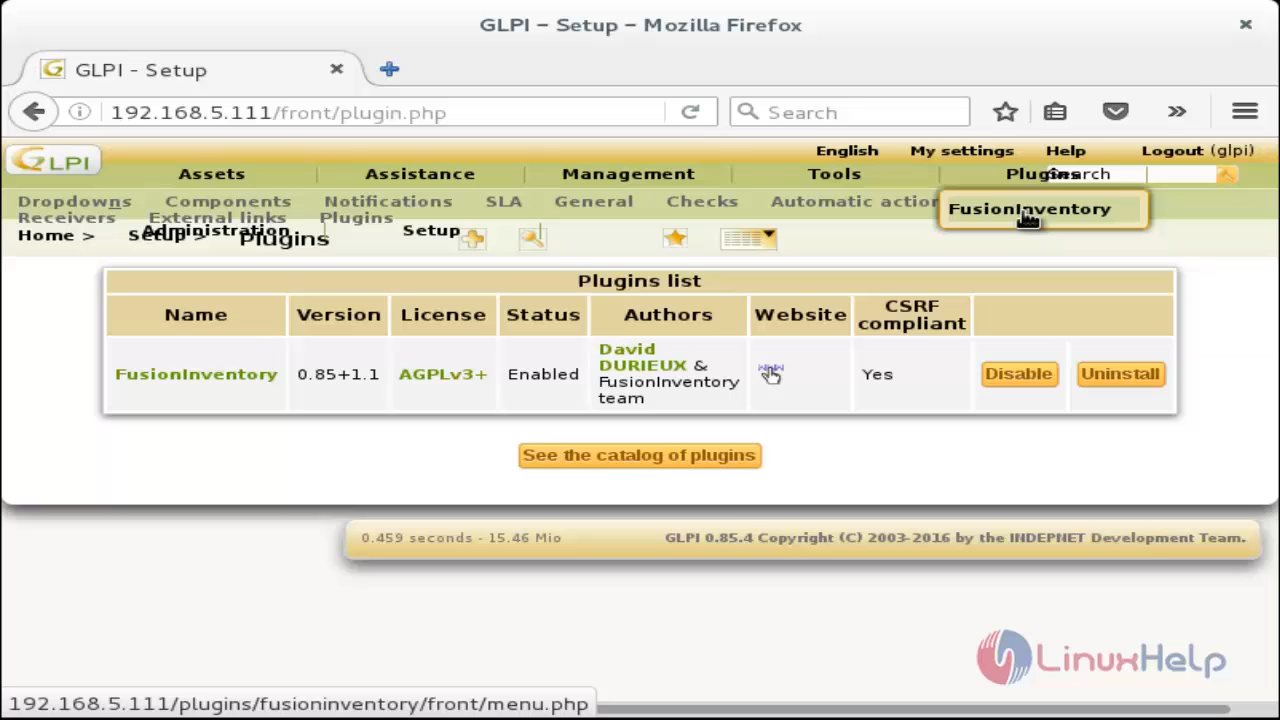 GLPI – Setup – Mozilla Firefox
GLPI - Setup
192.168.5.111/front/plugin.php
Search
GLPI
English My settings Help Logout (glpi)
Assets Assistance Management Tools Plugins Search
Dropdowns Components Notifications SLA General Checks Automatic action
FusionInventory
Receivers External links Plugins
Administration Setup
Home > Setup > Plugins
Plugins list
Name Version License Status Authors Website CSRF compliant
FusionInventory 0.85+1.1 AGPLv3+ Enabled David DURIEUX & FusionInventory team Yes Disable Uninstall
See the catalog of plugins
0.459 seconds - 15.46 Mio
GLPI 0.85.4 Copyright (C) 2003-2016 by the INDEPNET Development Team.
LinuxHelp
192.168.5.111/plugins/fusioninventory/front/menu.php